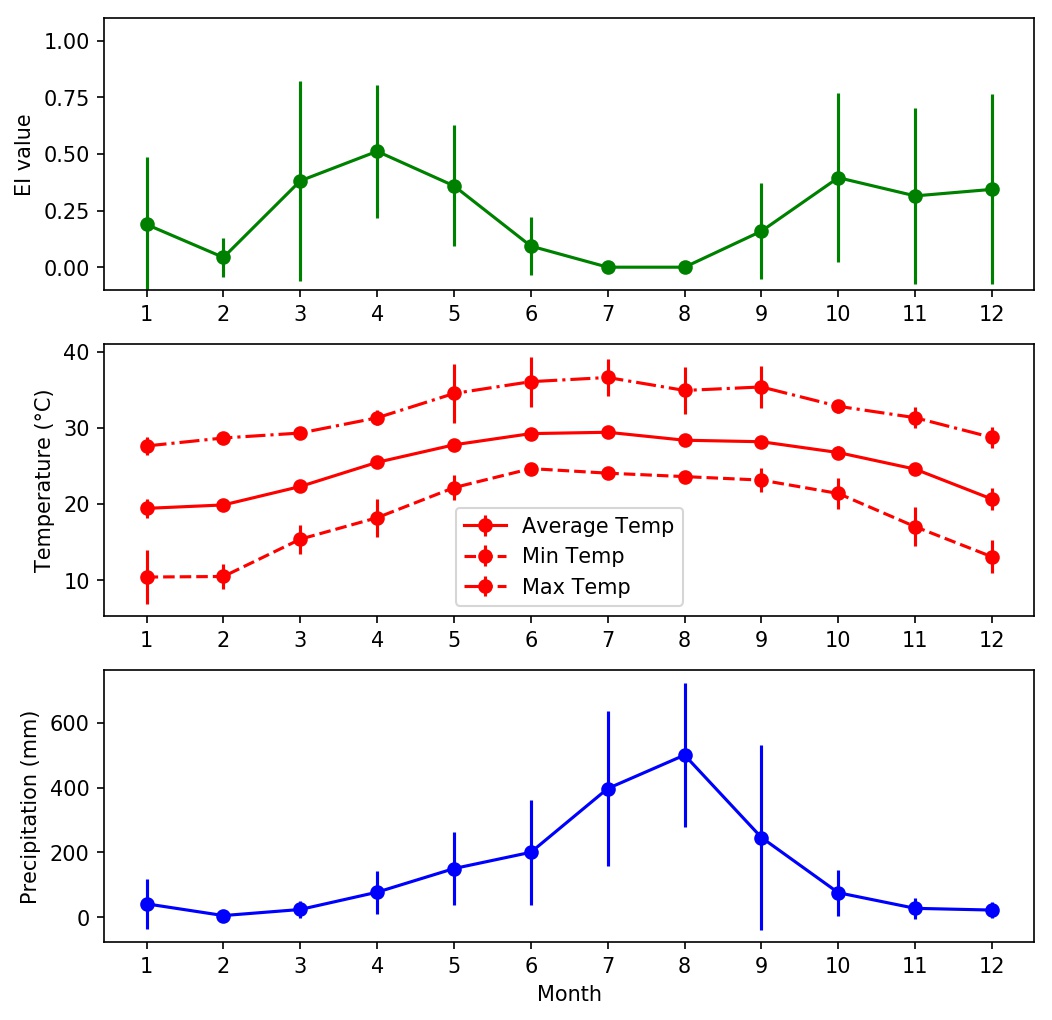 EI value
1.00
0.75
0.50
0.25
0.00
1 2 3 4 5 6 7 8 9 10 11 12
Temperature (°C)
40
30
20
10
Average Temp
Min Temp
Max Temp
1 2 3 4 5 6 7 8 9 10 11 12
Precipitation (mm)
600
400
200
0
1 2 3 4 5 6 7 8 9 10 11 12
Month